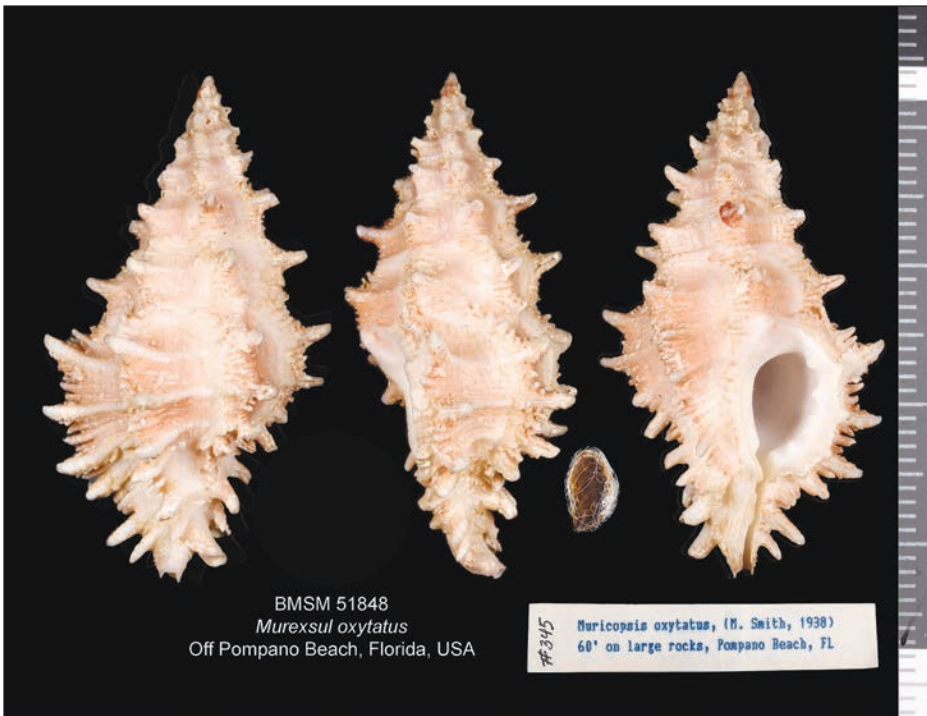 BMSM 51848
Murexsul oxytatus
Off Pompano Beach, Florida, USA
#345
Muricopsis oxytatus, (M. Smith, 1938)
60' on large rocks, Pompano Beach, FL